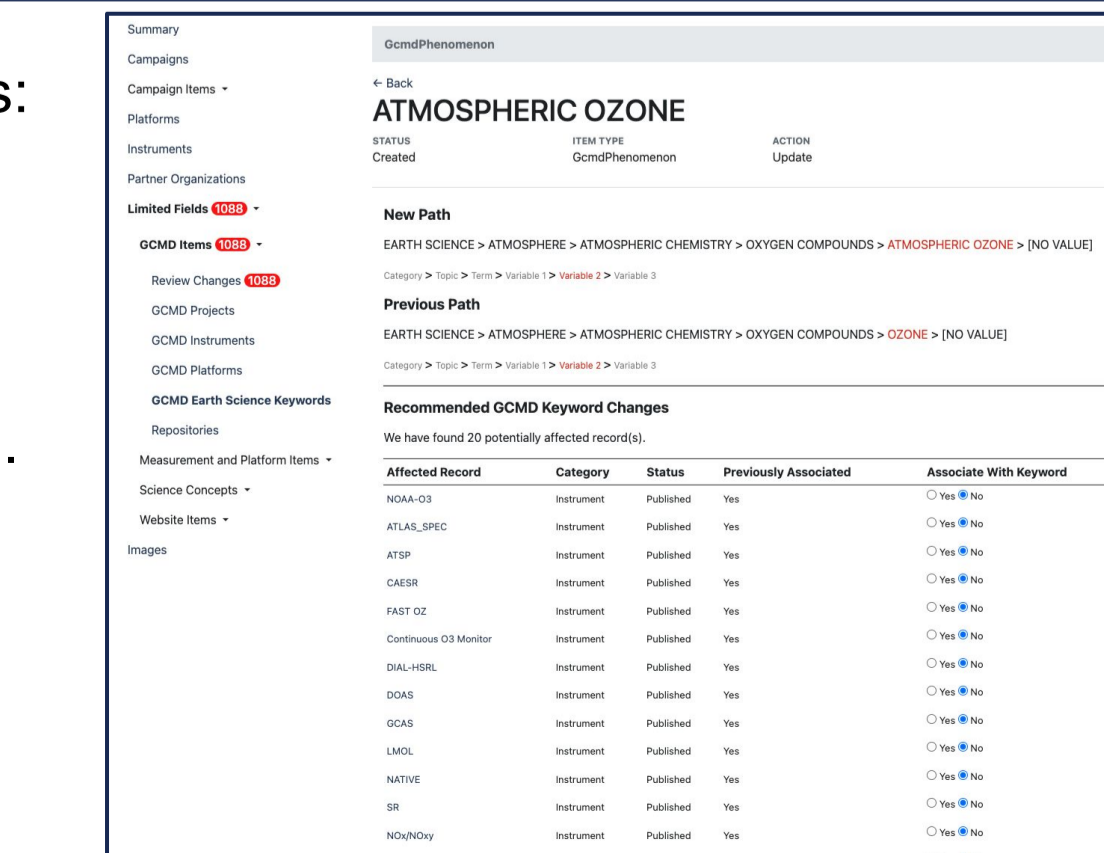 s:
.
Summary
Campaigns
Campaign Items
Platforms
Instruments
Partner Organizations
Limited Fields 1088
GCMD Items 1088
Review Changes 1088
GCMD Projects
GCMD Instruments
GCMD Platforms
GCMD Earth Science Keywords
Repositories
Measurement and Platform Items
Science Concepts
Website Items
Images
GcmdPhenomenon
← Back
ATMOSPHERIC OZONE
STATUS ITEM TYPE ACTION
Created GcmdPhenomenon Update
New Path
EARTH SCIENCE > ATMOSPHERE > ATMOSPHERIC CHEMISTRY > OXYGEN COMPOUNDS > ATMOSPHERIC OZONE > [NO VALUE]
Category > Topic > Term > Variable 1 > Variable 2 > Variable 3
Previous Path
EARTH SCIENCE > ATMOSPHERE > ATMOSPHERIC CHEMISTRY > OXYGEN COMPOUNDS > OZONE > [NO VALUE]
Category > Topic > Term > Variable 1 > Variable 2 > Variable 3
Recommended GCMD Keyword Changes
We have found 20 potentially affected record(s).
Affected Record Category Status Previously Associated Associate With Keyword
NOAA-O3 Instrument Published Yes Yes No
ATLAS_SPEC Instrument Published Yes Yes No
ATSP Instrument Published Yes Yes No
CAESR Instrument Published Yes Yes No
FAST OZ Instrument Published Yes Yes No
Continuous O3 Monitor Instrument Published Yes Yes No
DIAL-HSRL Instrument Published Yes Yes No
DOAS Instrument Published Yes Yes No
GCAS Instrument Published Yes Yes No
LMOL Instrument Published Yes Yes No
NATIVE Instrument Published Yes Yes No
SR Instrument Published Yes Yes No
NOx/NOxy Instrument Published Yes Yes No